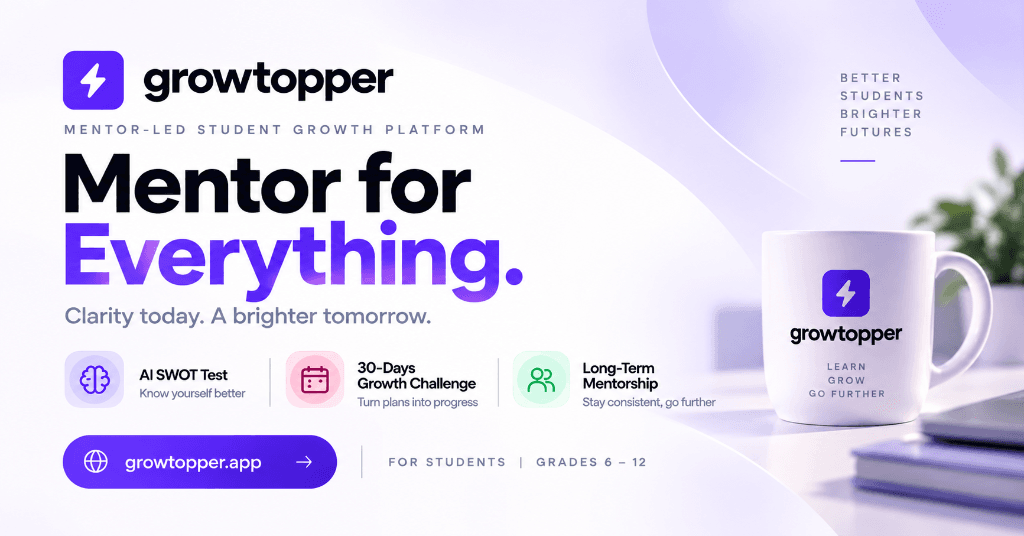 growtopper
MENTOR-LED STUDENT GROWTH PLATFORM
Mentor for
Everything.
Clarity today. A brighter tomorrow.
AI SWOT Test
Know yourself better
30-Days
Growth Challenge
Turn plans into progress
Long-Term
Mentorship
Stay consistent, go further
growtopper.app
FOR STUDENTS | GRADES 6 – 12
BETTER
STUDENTS
BRIGHTER
FUTURES
growtopper
LEARN
GROW
GO FURTHER